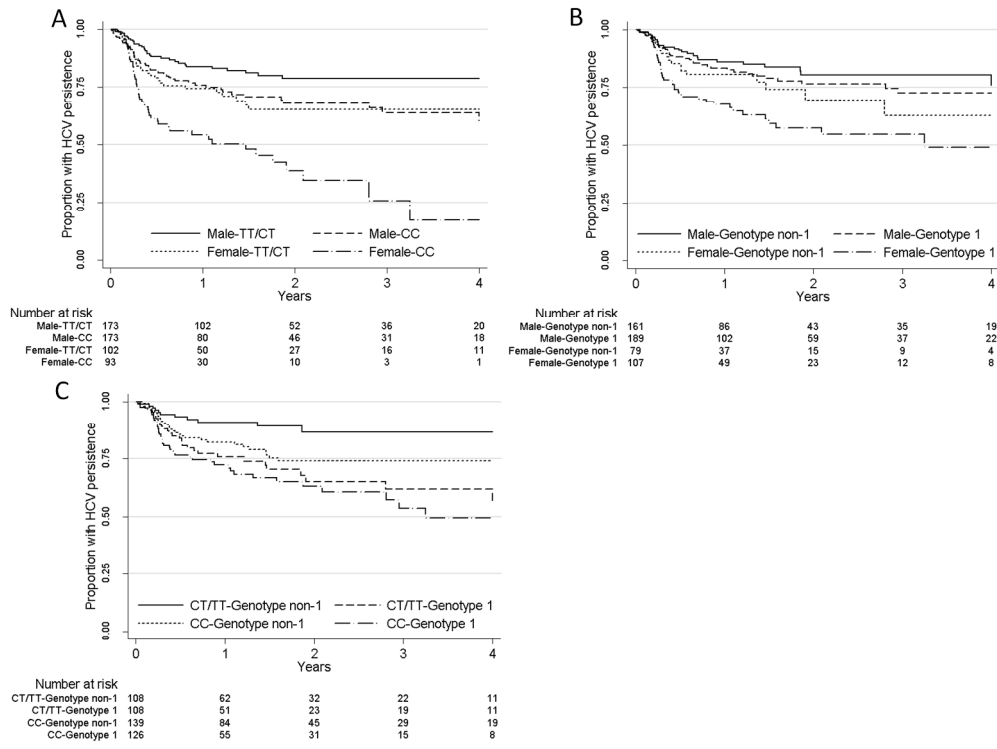 A
Proportion with HCV persistence
1.00
0.75
0.50
0.25
0.00
Male-TT/CT
Male-CC
Female-TT/CT
Female-CC
0 1 2 3 4
Years
Number at risk
Male-TT/CT 173 102 52 36 20
Male-CC 173 80 46 31 18
Female-TT/CT 102 50 27 16 11
Female-CC 93 30 10 3 1
B
Proportion with HCV persistence
1.00
0.75
0.50
0.25
0.00
Male-Genotype non-1
Male-Genotype 1
Female-Genotype non-1
Female-Gentoype 1
0 1 2 3 4
Years
Number at risk
Male-Genotype non-1 161 86 43 35 19
Male-Genotype 1 189 102 59 37 22
Female-Genotype non-1 79 37 15 9 4
Female-Genotype 1 107 49 23 12 8
C
Proportion with HCV persistence
1.00
0.75
0.50
0.25
0.00
CT/TT-Genotype non-1
CT/TT-Genotype 1
CC-Genotype non-1
CC-Genotype 1
0 1 2 3 4
Years
Number at risk
CT/TT-Genotype non-1 108 62 32 22 11
CT/TT-Genotype 1 108 51 23 19 11
CC-Genotype non-1 139 84 45 29 19
CC-Genotype 1 126 55 31 15 8